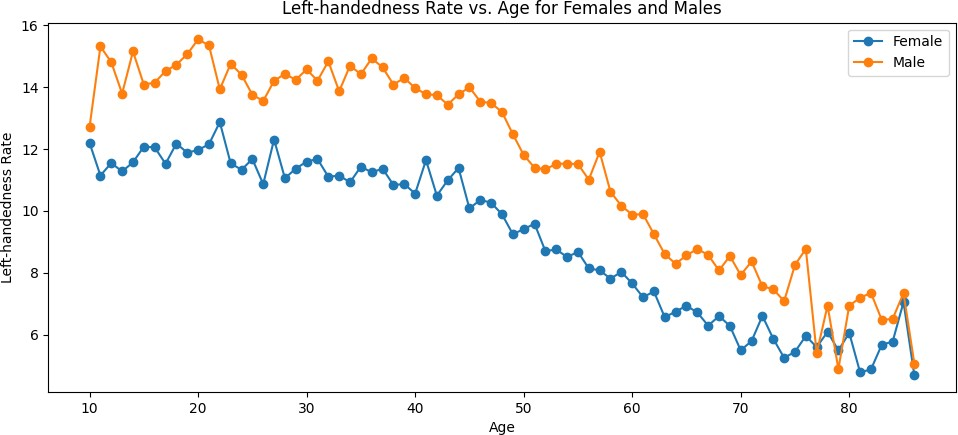 Left-handedness Rate vs. Age for Females and Males
Left-handedness Rate
16
14
12
10
8
6
Female
Male
10 20 30 40 50 60 70 80
Age